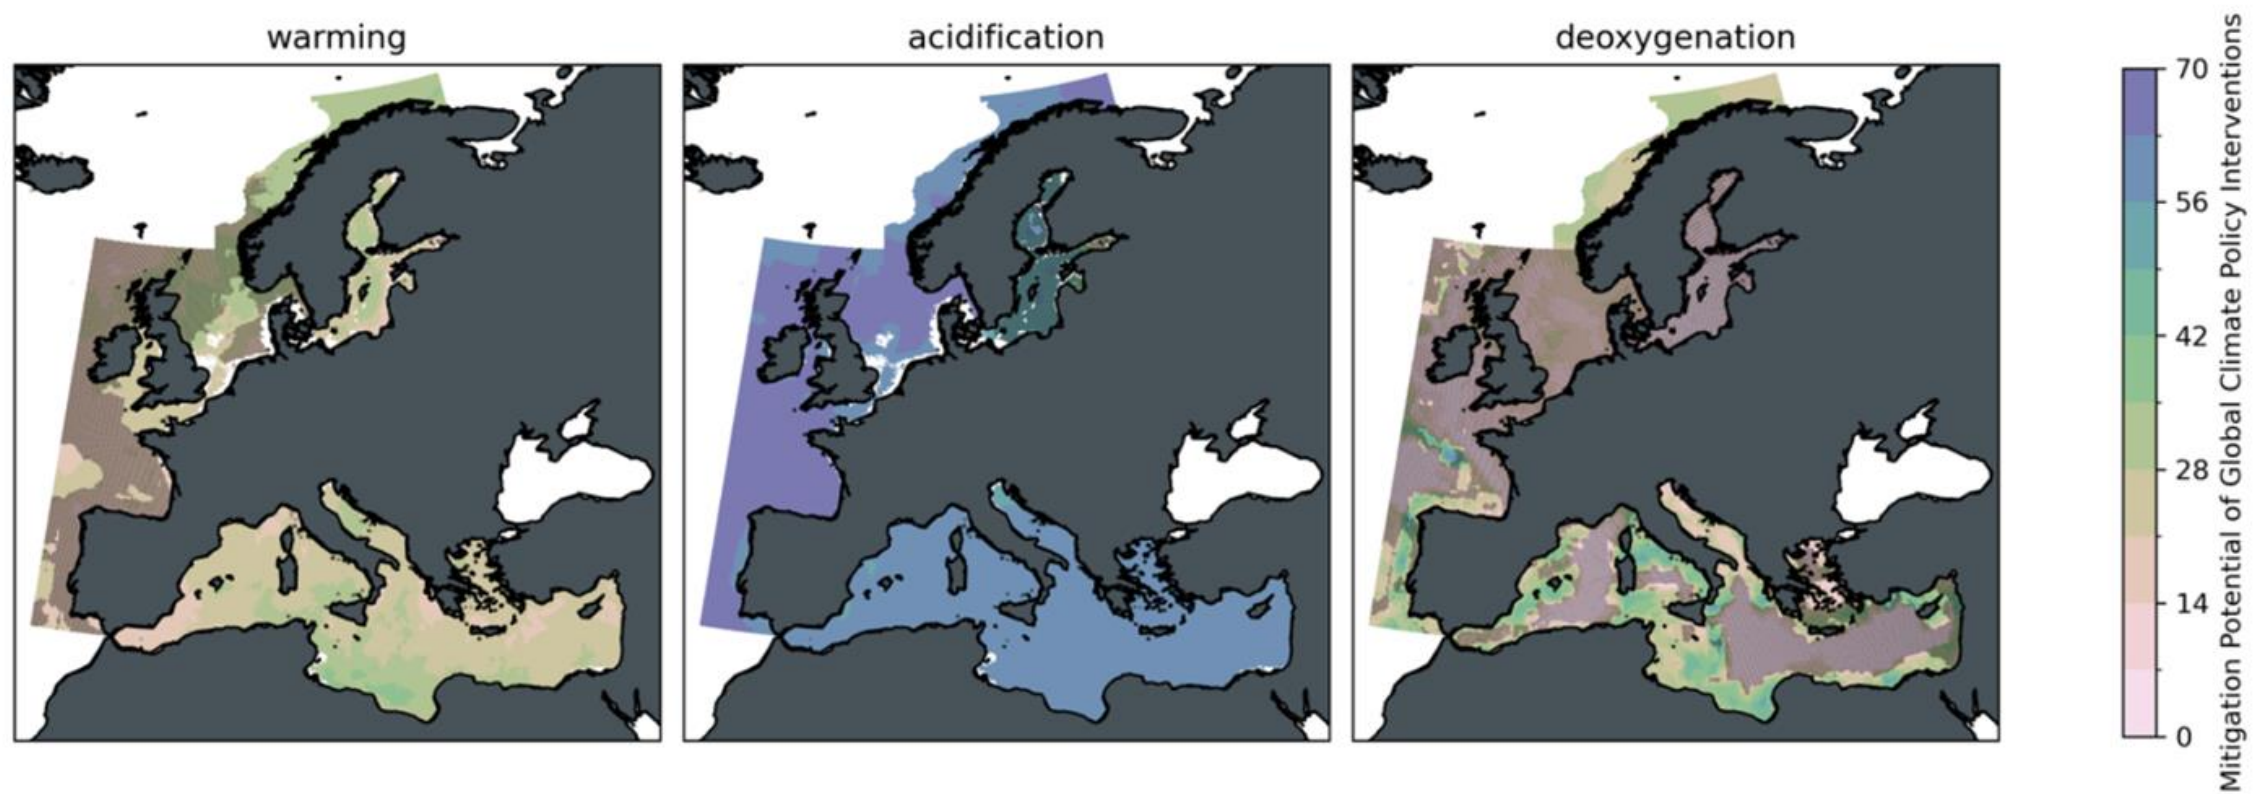 warming
acidification
deoxygenation
70
56
42
28
14
0
Mitigation Potential of Global Climate Policy Interventions